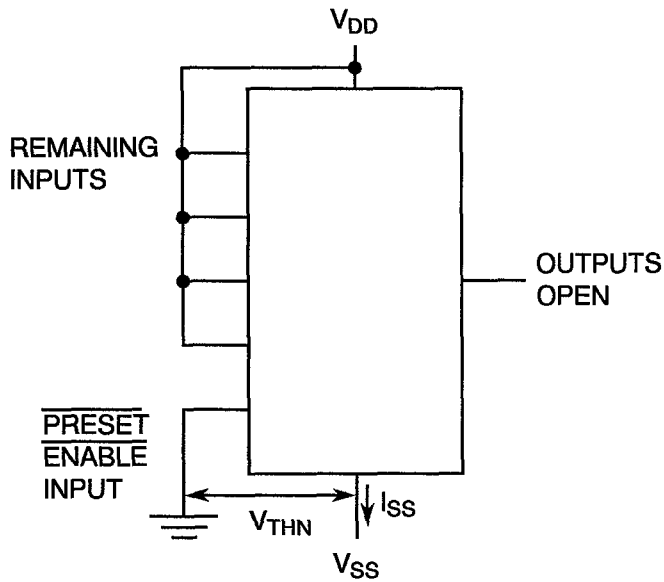 VDD
REMAINING
INPUTS
OUTPUTS
OPEN
PRESET
ENABLE
INPUT
ISS
VTHN
VSS